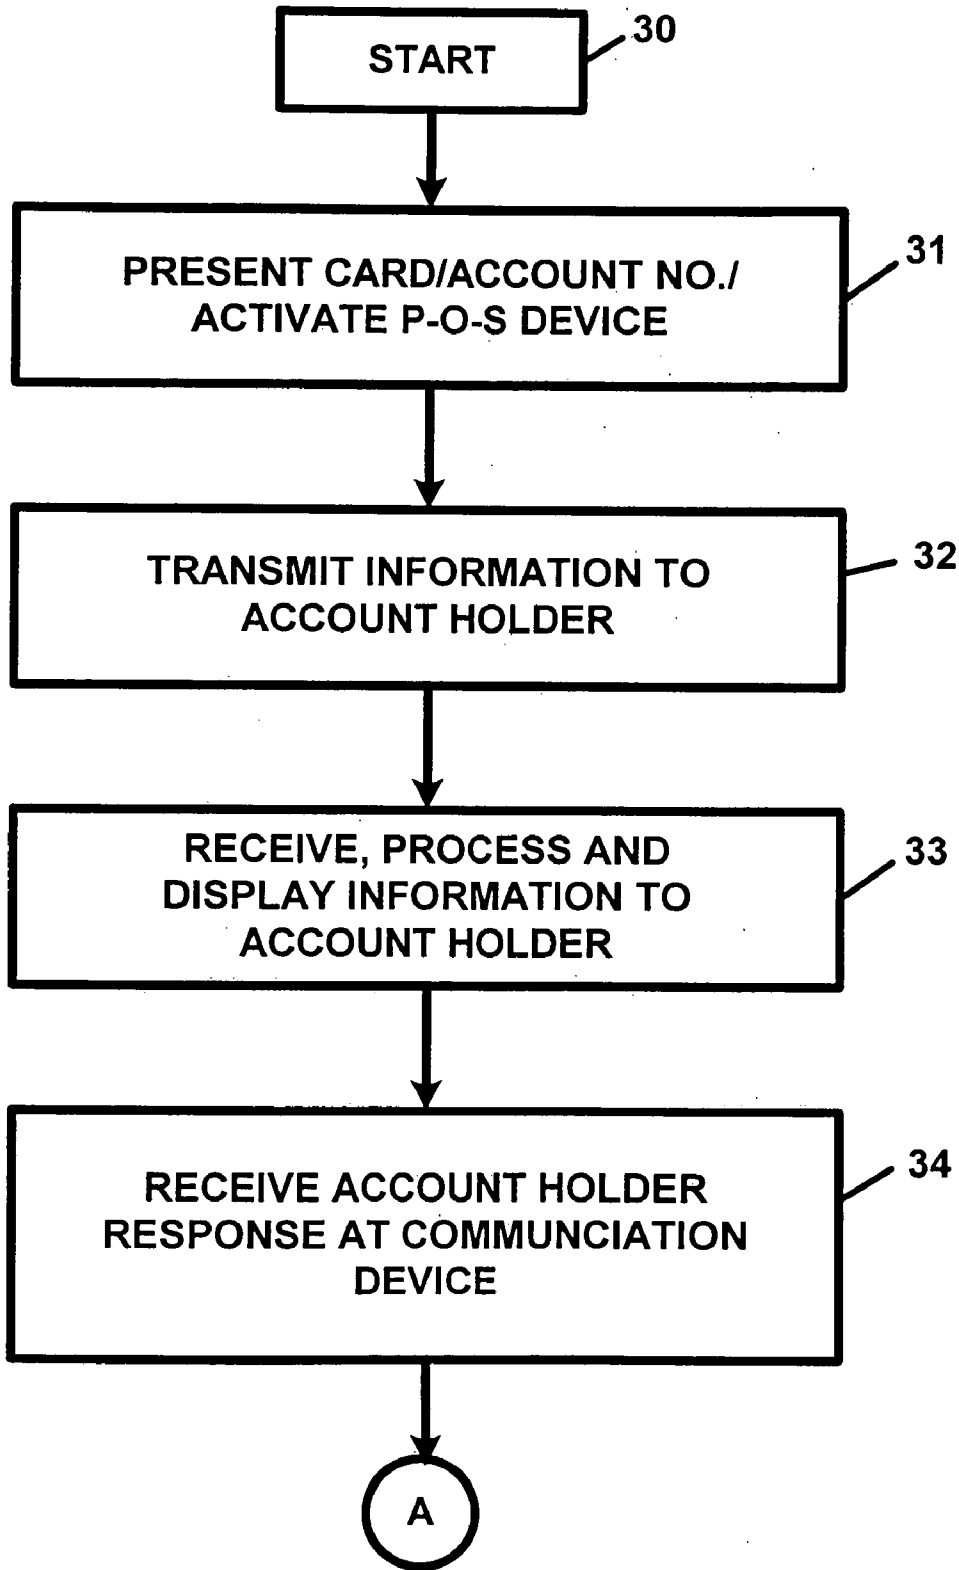 START
30
PRESENT CARD/ACCOUNT NO./
ACTIVATE P-O-S DEVICE
31
TRANSMIT INFORMATION TO
ACCOUNT HOLDER
32
RECEIVE, PROCESS AND
DISPLAY INFORMATION TO
ACCOUNT HOLDER
33
RECEIVE ACCOUNT HOLDER
RESPONSE AT COMMUNCIATION
DEVICE
34
A